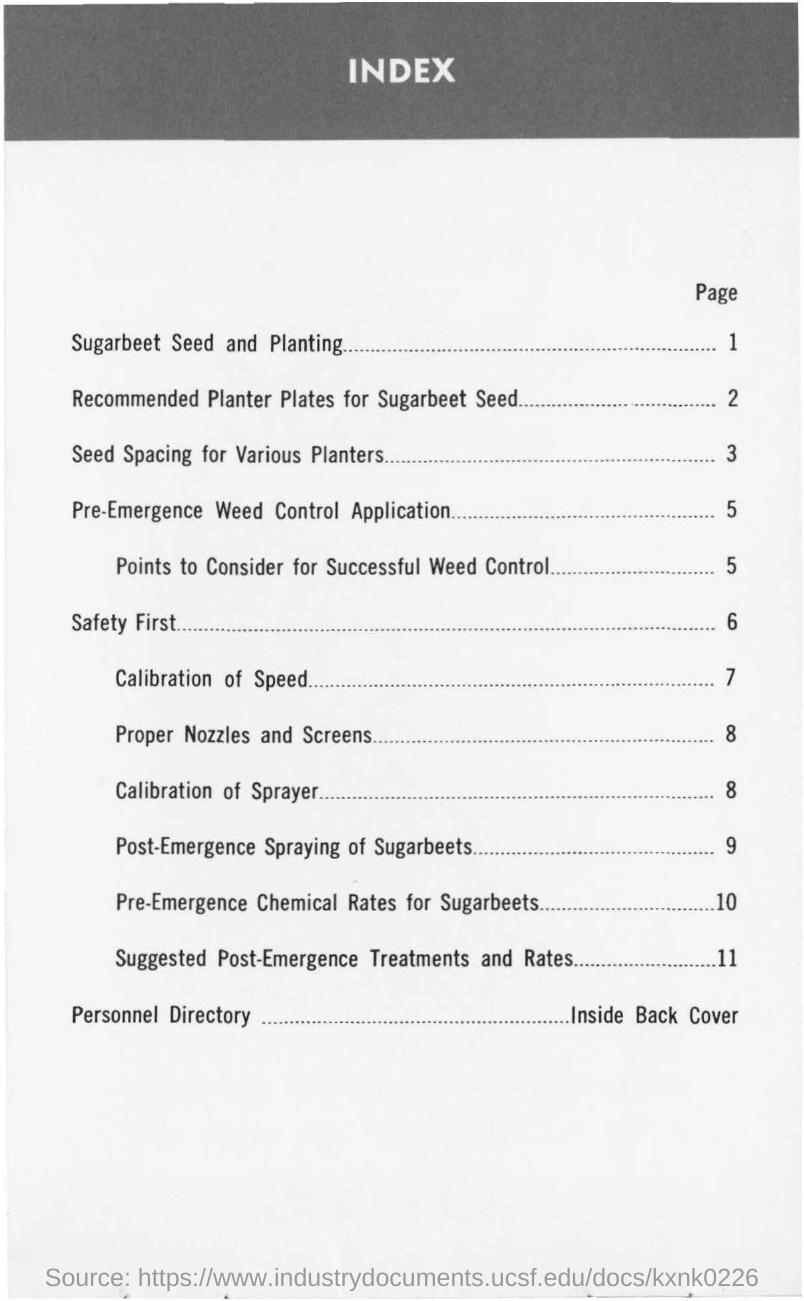 INDEX
Page
Sugarbeet Seed and Planting 1
Recommended Planter Plates for Sugarbeet Seed 2
Seed Spacing for Various Planters 3
Pre-Emergence Weed Control Application 5
Points to Consider for Successful Weed Control 5
Safety First 6
Calibration of Speed 7
Proper Nozzles and Screens 8
Calibration of Sprayer 8
Post-Emergence Spraying of Sugarbeets 9
Pre-Emergence Chemical Rates for Sugarbeets 10
Suggested Post-Emergence Treatments and Rates 11
Personnel Directory Inside Back Cover
Source: https://www.industrydocuments.ucsf.edu/docs/kxnk0226